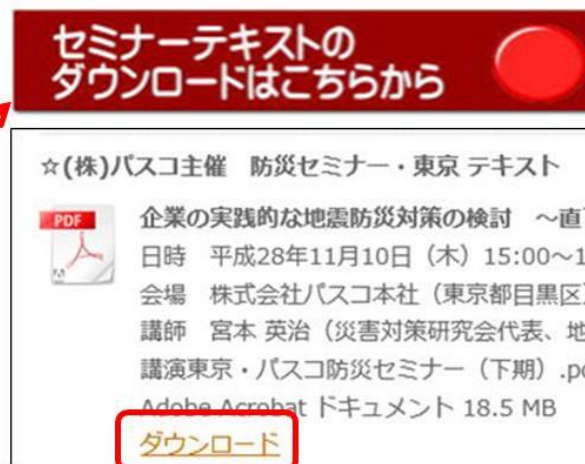 セミナーテキストの
ダウンロードはこちらから
☆(株)パスコ主催 防災セミナー・東京 テキスト
PDF
企業の実践的な地震防災対策の検討 ～直
日時 平成28年11月10日（木）15:00～1
会場 株式会社パスコ本社（東京都目黒区
講師 宮本 英治（災害対策研究会代表、地
講演東京・パスコ防災セミナー（下期）.p
Adobe Acrobat ドキュメント 18.5 MB
ダウンロード